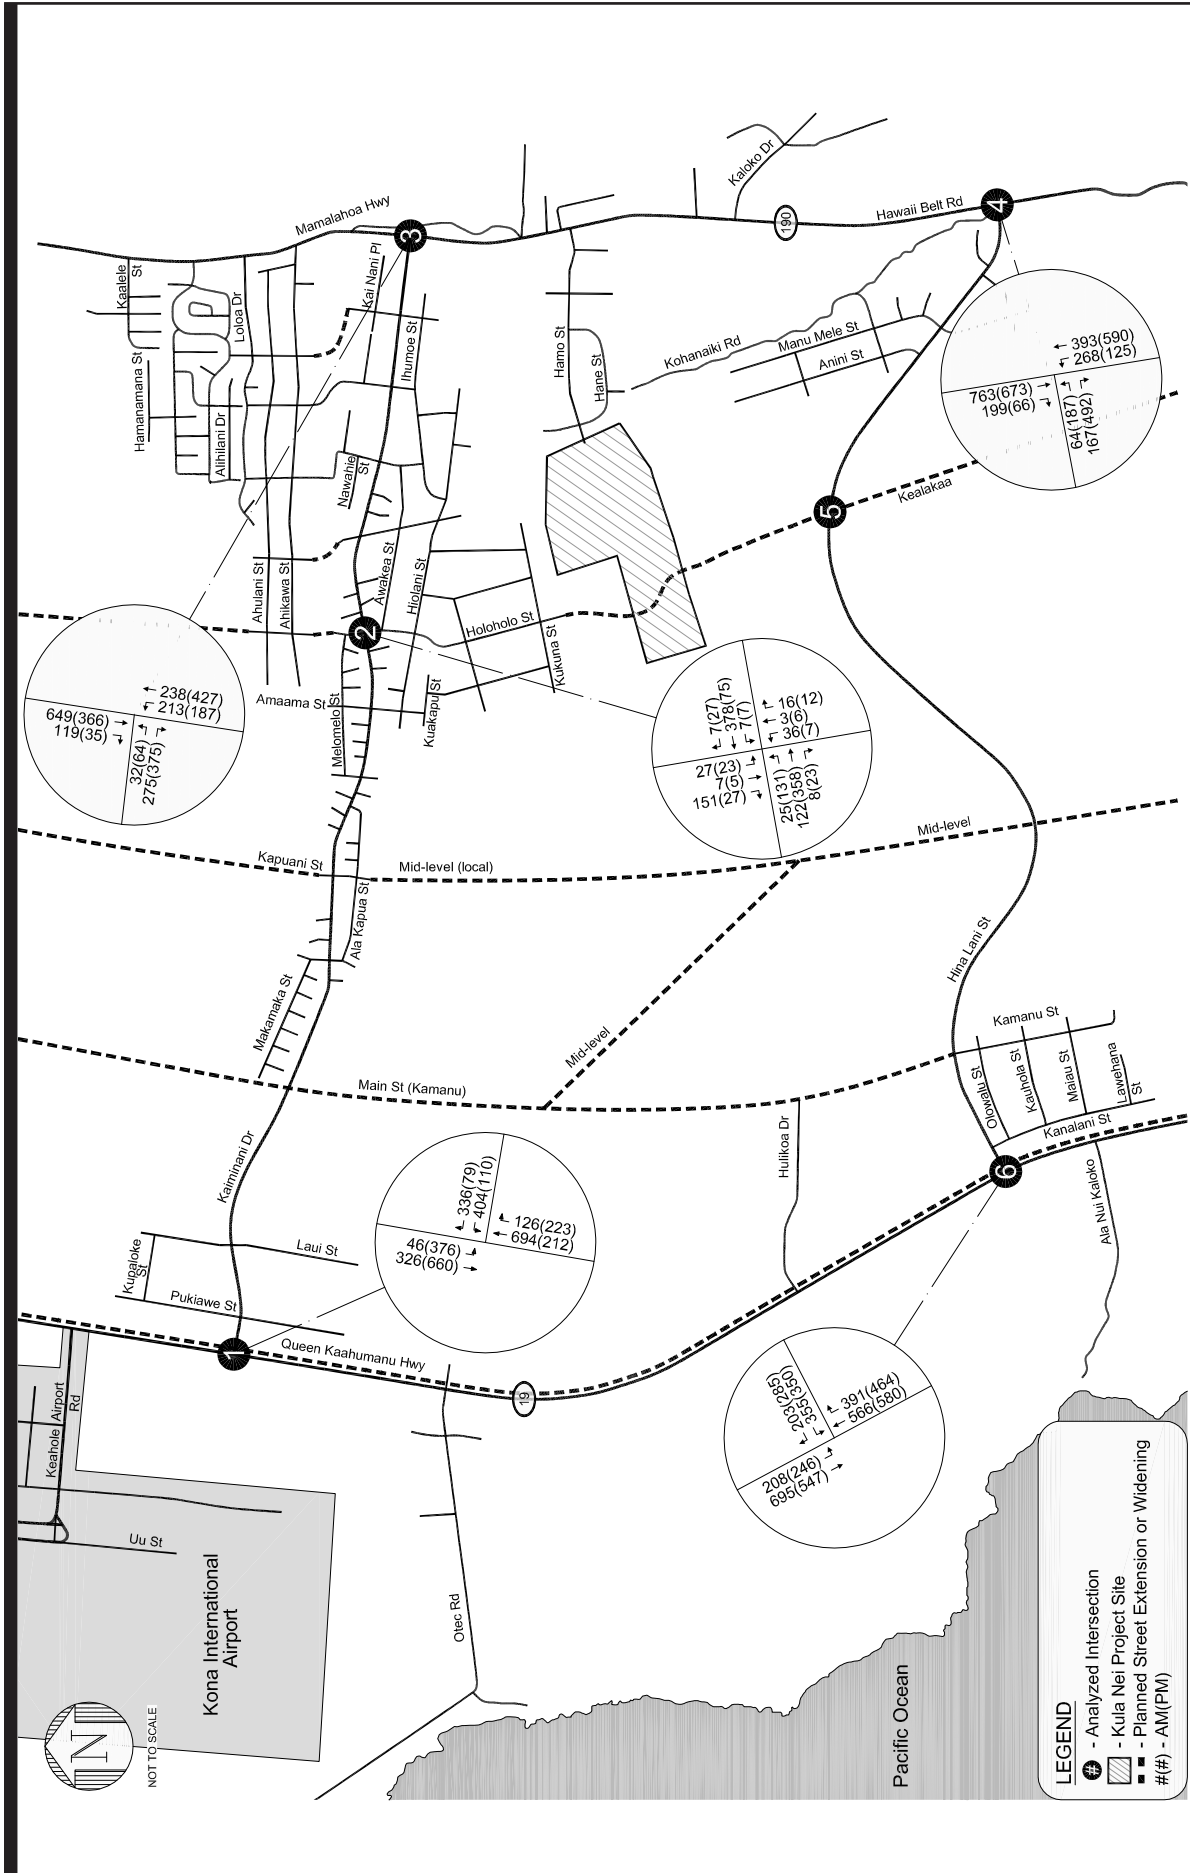 Mamalahoa Hwy
3
Kai Nani Pl
Kaalele
St
Loloa Dr
Hamanamana St
Alihilani Dr
Ihumoe St
Nawahie
St
Hamo St
Hane St
Kaloko Dr
190
Hawaii Belt Rd
4
Kohanaiki Rd
Manu Mele St
Anini St
393(590)
268(125)
763(673)
199(66)
64(187)
167(492)
5
Kealakaa
Ahulani St
Ahikawa St
Awakea St
Hiolani St
2
Holoholo St
Kukuna St
Amaama St
Melomelo St
Kuakapu St
238(427)
213(187)
649(366)
119(35)
32(64)
275(375)
7(27)
378(75)
7(7)
16(12)
3(6)
36(7)
27(23)
7(5)
151(27)
25(131)
122(358)
8(23)
Kapuani St
Mid-level (local)
Mid-level
Ala Kapua St
Makamaka St
Hina Lani St
Mid-level
Main St (Kamanu)
Kamanu St
Olowalu St
Kauhola St
Maiau St
Lawehana
St
Kanalani St
6
Hulikoa Dr
Ala Nui Kaloko
Kaiminani Dr
Laui St
Kupaloke
St
Pukiawe St
1
Queen Kaahumanu Hwy
19
336(79)
404(110)
126(223)
694(212)
46(376)
326(660)
203(285)
355(350)
391(464)
566(580)
208(246)
695(547)
Keahole Airport
Rd
Uu St
Kona International
Airport
Otec Rd
Pacific Ocean
N
NOT TO SCALE
LEGEND
# - Analyzed Intersection
- Kula Nei Project Site
- Planned Street Extension or Widening
#(#) - AM(PM)